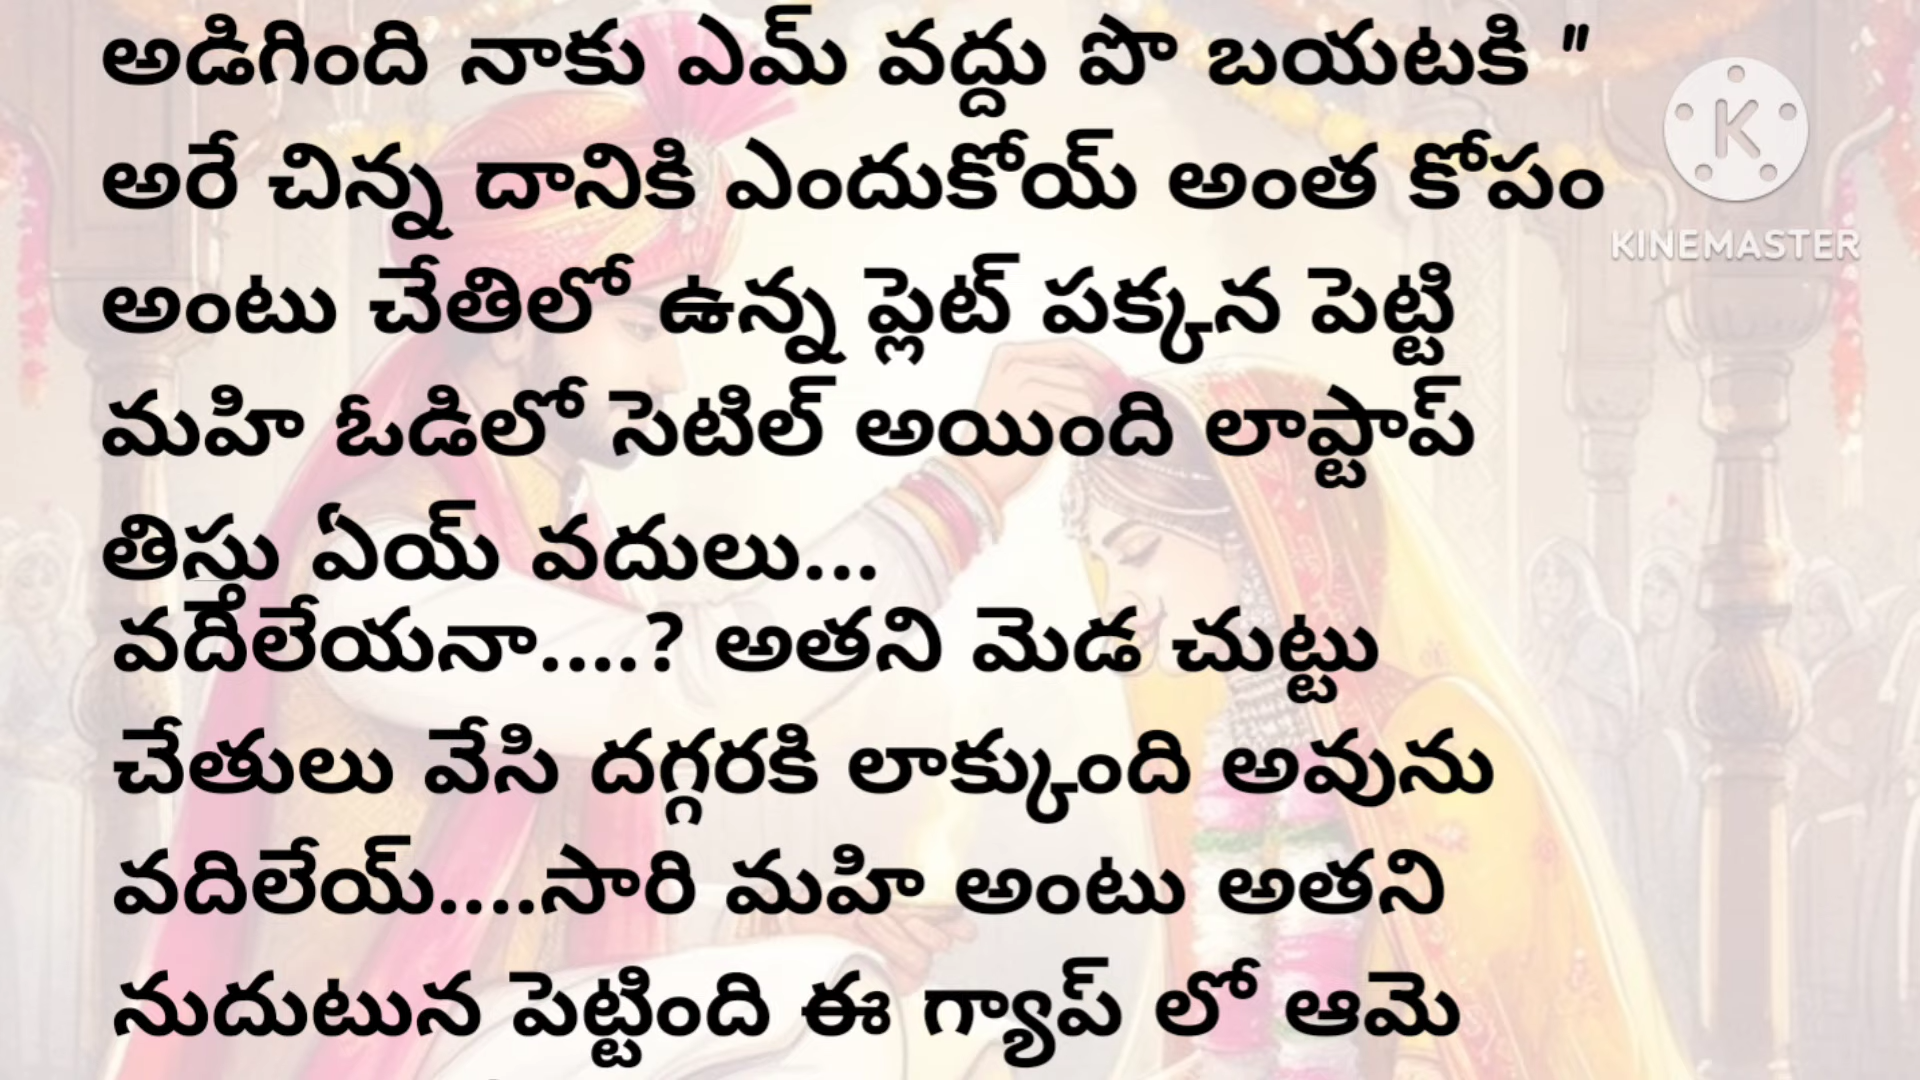 అడిగింది నాకు ఎమ్ వద్దు పొ బయటకి "
అరే చిన్న దానికి ఎందుకోయ్ అంత కోపం
అంటు చేతిలో ఉన్న ప్లెట్ పక్కన పెట్టి
మహి ఓడిలో సెటిల్ అయింది లాప్టాప్
తిస్తు ఏయ్ వదులు...
వదిలేయనా....? అతని మెడ చుట్టు
చేతులు వేసి దగ్గరకి లాక్కుంది అవును
వదిలేయ్....సారి మహి అంటు అతని
నుదుటున పెట్టింది ఈ గ్యాప్ లో ఆమె
K
KINEMASTER